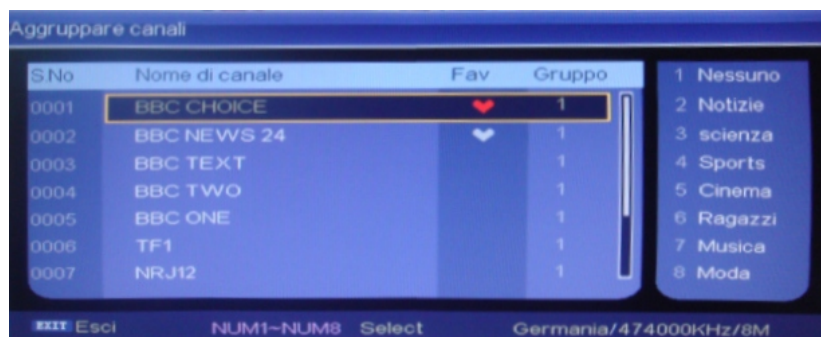 Aggruppare canali
S.No Nome di canale Fav Gruppo
0001 BBC CHOICE 1
0002 BBC NEWS 24 1
0003 BBC TEXT 1
0004 BBC TWO 1
0005 BBC ONE 1
0006 TF1 1
0007 NRJ12 1
1 Nessuno
2 Notizie
3 scienza
4 Sports
5 Cinema
6 Ragazzi
7 Musica
8 Moda
EXIT Esci NUM1~NUM8 Select Germania/474000KHz/8M